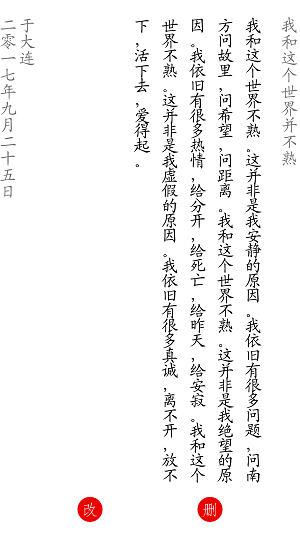 我和这个世界并不熟
我和这个世界不熟。这并非是我安静的原因。我依旧有很多问题，问南
方问故里，问希望，问距离。我和这个世界不熟。这并非是我绝望的原
因。我依旧有很多热情，给分开，给死亡，给昨天，给安寂。我和这个
世界不熟。这并非是我虚假的原因。我依旧有很多真诚，离不开，放不
下，活下去，爱得起。
于大连
二零一七年九月二十五日
删
改